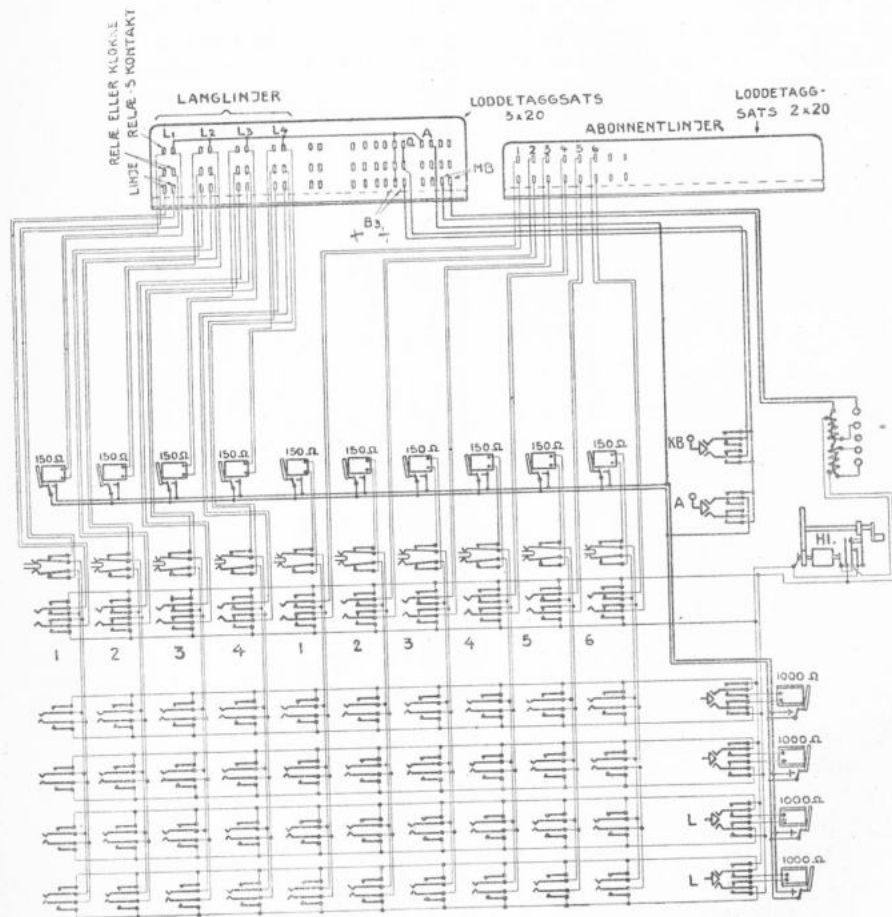 RELÆ ELLER KLOKKE
RELÆ-S KONTAKT
LINJE
LANGLINJER
L1 L2 L3 L4 A
LODDETAGGSATS
3x20
ABONNENTLINJER
LODDETAGG-
SATS 2x20
1 2 3 4 5 6
MB
B3
+ -
150Ω 150Ω 150Ω 150Ω 150Ω 150Ω 150Ω 150Ω 150Ω 150Ω
KB
A
HI.
K K K K K K K K K K
1 2 3 4 1 2 3 4 5 6
1000Ω
1000Ω
L 1000Ω
L 1000Ω